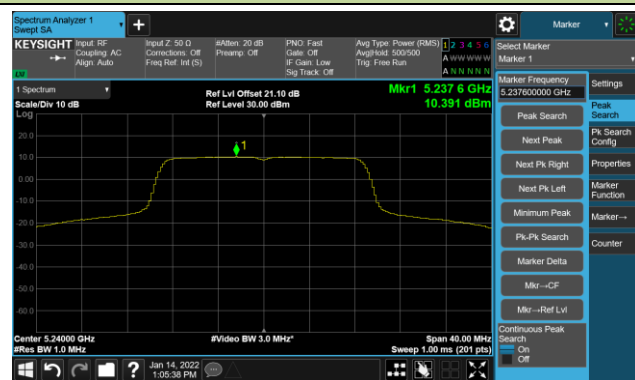 Spectrum Analyzer 1
Swept SA
+
Marker
KEYSIGHT
Input: RF
Coupling: AC
Align: Auto
Input Z: 50 Ω
Corrections: Off
Freq Ref: Int (S)
#Atten: 20 dB
Preamp: Off
PNO: Fast
Gate: Off
IF Gain: Low
Sig Track: Off
Avg Type: Power (RMS)
Avg|Hold: 500/500
Trig: Free Run
1 2 3 4 5 6
A W W W W W
A N N N N N
Select Marker
Marker 1
1 Spectrum
Scale/Div 10 dB
Log
Ref Lvl Offset 21.10 dB
Ref Level 30.00 dBm
Mkr1 5.237 6 GHz
10.391 dBm
20.0
10.0
0.00
-10.0
-20.0
-30.0
-40.0
-50.0
-60.0
1
Center 5.24000 GHz
#Res BW 1.0 MHz
#Video BW 3.0 MHz*
Span 40.00 MHz
Sweep 1.00 ms (201 pts)
Marker Frequency
5.237600000 GHz
Peak Search
Next Peak
Next Pk Right
Next Pk Left
Minimum Peak
Pk-Pk Search
Marker Delta
Mkr→CF
Mkr→Ref Lvl
Continuous Peak
Search
On
Off
Settings
Peak
Search
Pk Search
Config
Properties
Marker
Function
Marker→
Counter
?
Jan 14, 2022
1:05:38 PM